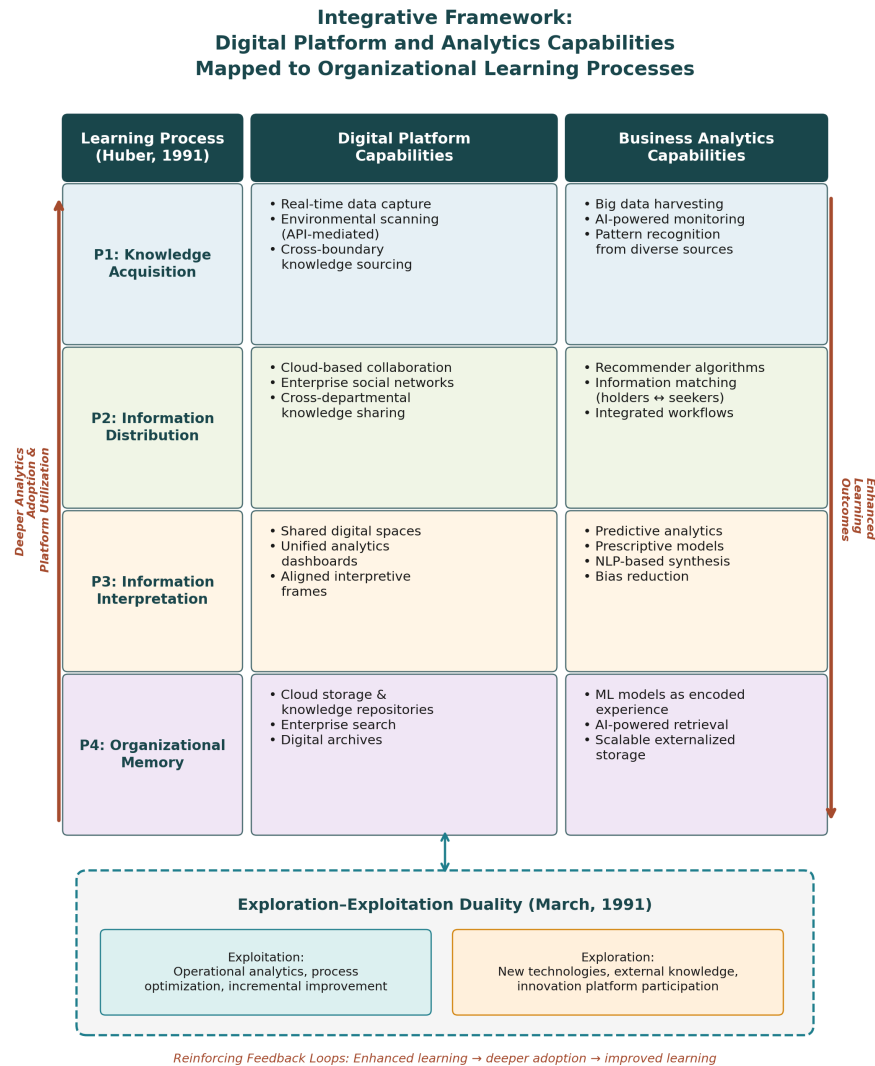 Integrative Framework:
Digital Platform and Analytics Capabilities
Mapped to Organizational Learning Processes
Learning Process
(Huber, 1991)
Digital Platform
Capabilities
Business Analytics
Capabilities
P1: Knowledge
Acquisition
• Real-time data capture
• Environmental scanning
(API-mediated)
• Cross-boundary
knowledge sourcing
• Big data harvesting
• AI-powered monitoring
• Pattern recognition
from diverse sources
P2: Information
Distribution
• Cloud-based collaboration
• Enterprise social networks
• Cross-departmental
knowledge sharing
• Recommender algorithms
• Information matching
(holders ↔ seekers)
• Integrated workflows
P3: Information
Interpretation
• Shared digital spaces
• Unified analytics
dashboards
• Aligned interpretive
frames
• Predictive analytics
• Prescriptive models
• NLP-based synthesis
• Bias reduction
P4: Organizational
Memory
• Cloud storage &
knowledge repositories
• Enterprise search
• Digital archives
• ML models as encoded
experience
• AI-powered retrieval
• Scalable externalized
storage
Deeper Analytics
Adoption &
Platform Utilization
Enhanced
Learning
Outcomes
Exploration–Exploitation Duality (March, 1991)
Exploitation:
Operational analytics, process
optimization, incremental improvement
Exploration:
New technologies, external knowledge,
innovation platform participation
Reinforcing Feedback Loops: Enhanced learning → deeper adoption → improved learning